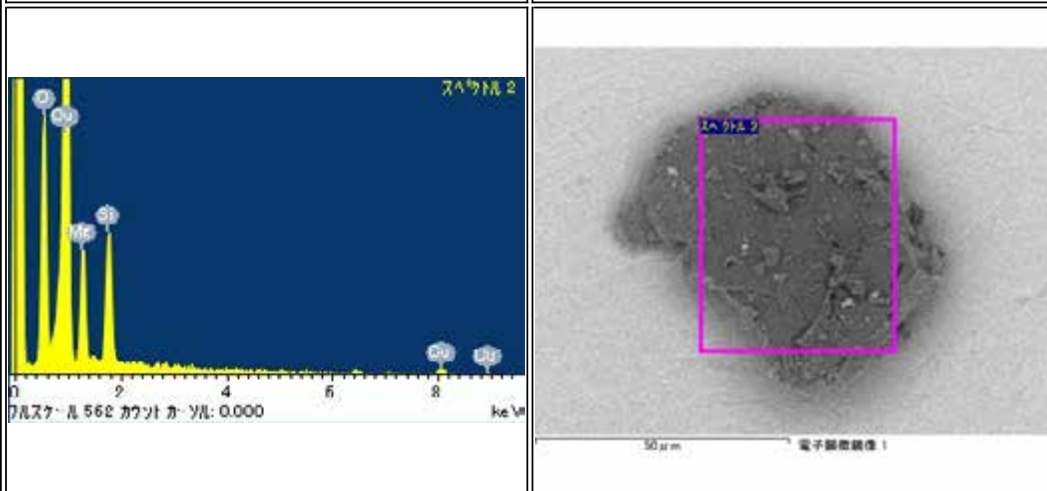 スペクトル 2
O
Cu
Mg
Si
Cu
Cu
0 2 4 6 8
フルスケール 562 カウント カーソル: 0.000
keV
スペクトル 2
50μm
電子顕微鏡像 1